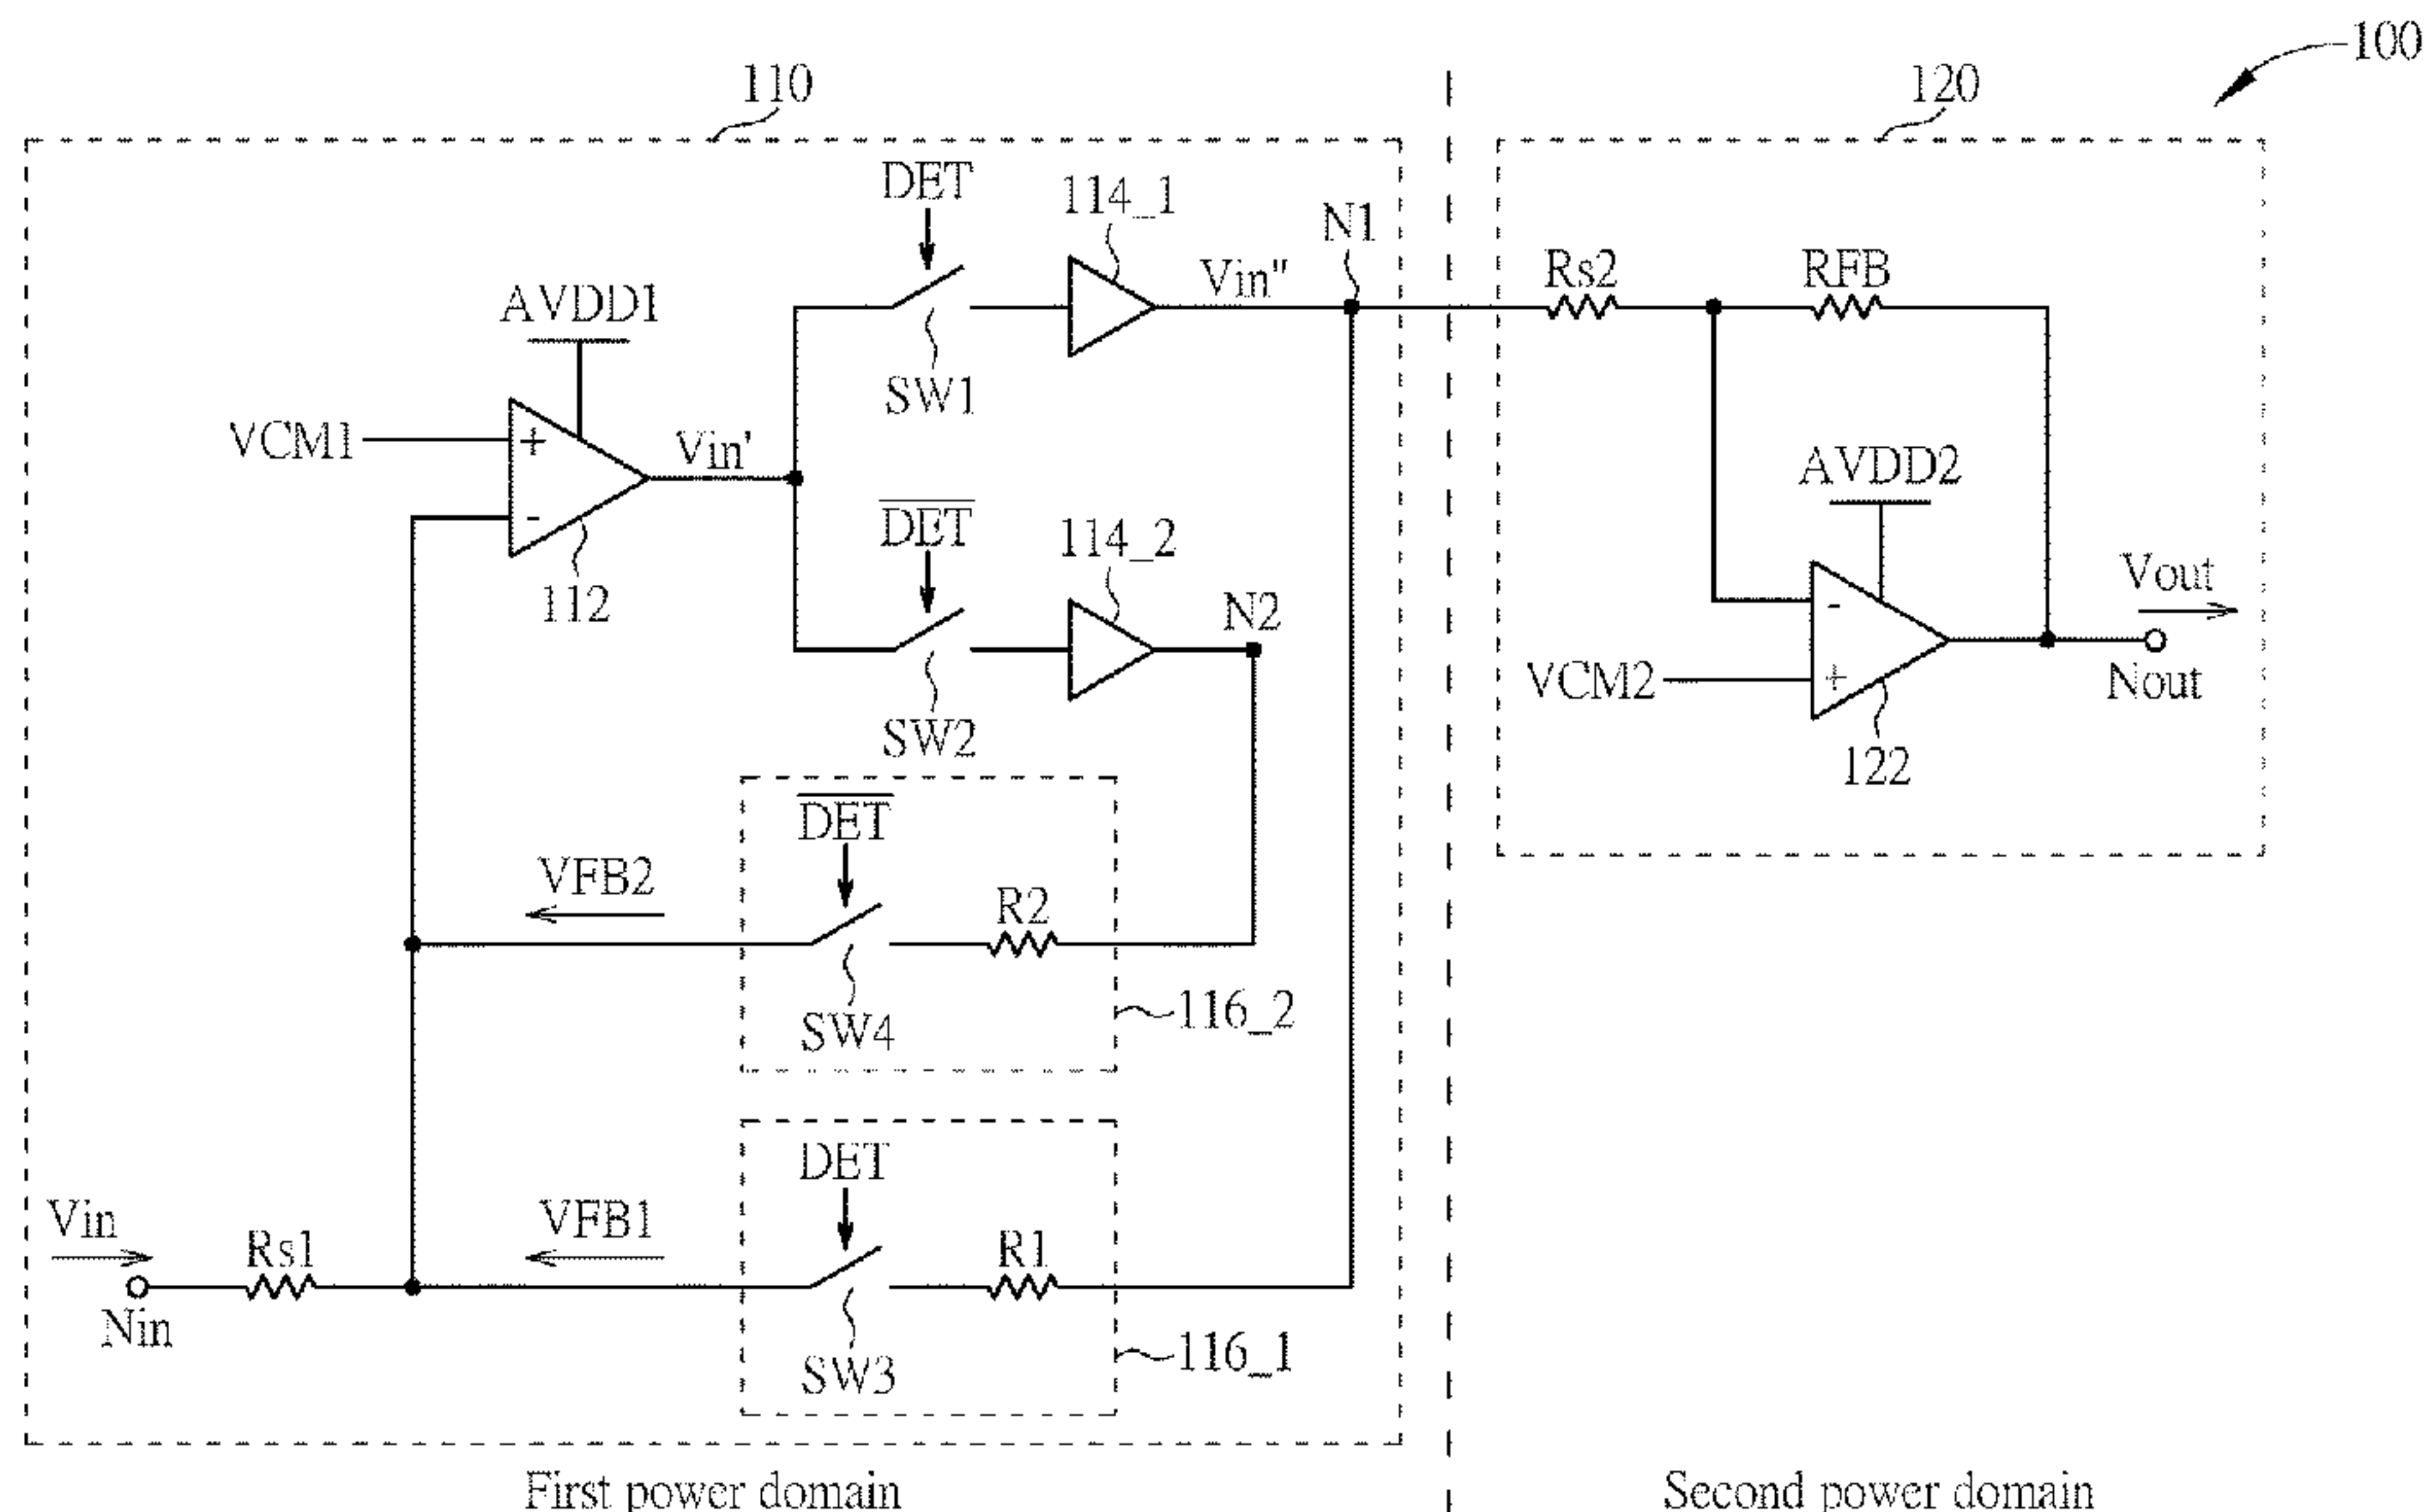 100
110
120
DET
114_1
N1
Vin"
Rs2
RFB
AVDD1
SW1
VCM1
+
Vin'
-
AVDD2
DET
114_2
112
N2
-
Vout
VCM2
+
Nout
SW2
122
DET
VFB2
R2
SW4
116_2
DET
Vin
Rs1
VFB1
R1
Nin
SW3
116_1
First power domain
Second power domain